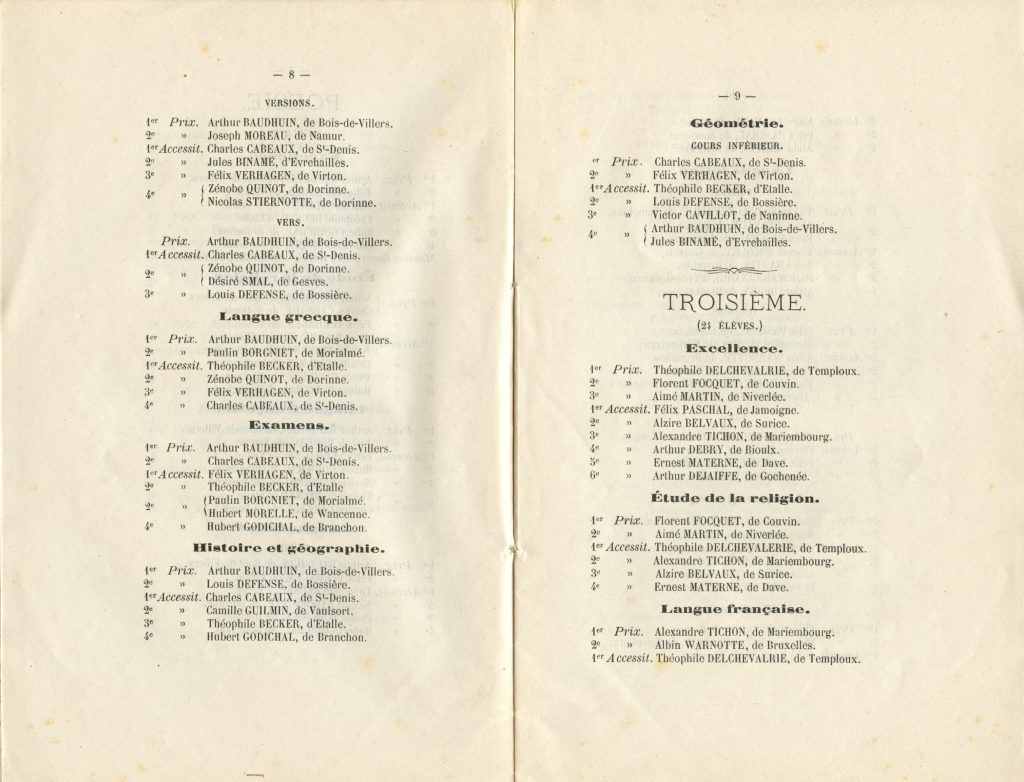 — 8 —
VERSIONS.
1er Prix. Arthur BAUDHUIN, de Bois-de-Villers.
2e » Joseph MOREAU, de Namur.
1er Accessit. Charles CABEAUX, de St-Denis.
2e » Jules BINAMÉ, d'Evrehailles.
3e » Félix VERHAGEN, de Virton.
4e » { Zénobe QUINOT, de Dorinne.
Nicolas STIERNOTTE, de Dorinne.
VERS.
Prix. Arthur BAUDHUIN, de Bois-de-Villers.
1er Accessit. Charles CABEAUX, de St-Denis.
2e » { Zénobe QUINOT, de Dorinne.
Désiré SMAL, de Gesves.
3e » Louis DEFENSE, de Bossière.
Langue grecque.
1er Prix. Arthur BAUDHUIN, de Bois-de-Villers.
2e » Paulin BORGNIET, de Morialmé.
1er Accessit. Théophile BECKER, d'Etalle.
2e » Zénobe QUINOT, de Dorinne.
3e » Félix VERHAGEN, de Virton.
4e » Charles CABEAUX, de St-Denis.
Examens.
1er Prix. Arthur BAUDHUIN, de Bois-de-Villers.
2e » Charles CABEAUX, de St-Denis.
1er Accessit. Félix VERHAGEN, de Virton.
2e » Théophile BECKER, d'Etalle
2e » { Paulin BORGNIET, de Morialmé.
Hubert MORELLE, de Wancenne.
4e » Hubert GODICHAL, de Branchon.
Histoire et géographie.
1er Prix. Arthur BAUDHUIN, de Bois-de-Villers.
2e » Louis DEFENSE, de Bossière.
1er Accessit. Charles CABEAUX, de St-Denis.
2e » Camille GUILMIN, de Vaulsort.
3e » Théophile BECKER, d'Etalle.
4e » Hubert GODICHAL, de Branchon.
— 9 —
Géométrie.
COURS INFÉRIEUR.
er Prix. Charles CABEAUX, de St-Denis.
2e » Félix VERHAGEN, de Virton.
1er Accessit. Théophile BECKER, d'Etalle.
2e » Louis DEFENSE, de Bossière.
3e » Victor CAVILLOT, de Naninne.
4e » { Arthur BAUDHUIN, de Bois-de-Villers.
Jules BINAMÉ, d'Evrehailles.
TROISIÈME.
(24 ÉLÈVES.)
Excellence.
1er Prix. Théophile DELCHEVALRIE, de Temploux.
2e » Florent FOCQUET, de Couvin.
3e » Aimé MARTIN, de Niverlée.
1er Accessit. Félix PASCHAL, de Jamoigne.
2e » Alzire BELVAUX, de Surice.
3e » Alexandre TICHON, de Mariembourg.
4e » Arthur DEBRY, de Bioulx.
5e » Ernest MATERNE, de Dave.
6e » Arthur DEJAIFFE, de Gochenée.
Étude de la religion.
1er Prix. Florent FOCQUET, de Couvin.
2e » Aimé MARTIN, de Niverlée.
1er Accessit. Théophile DELCHEVALERIE, de Temploux.
2e » Alexandre TICHON, de Mariembourg.
3e » Alzire BELVAUX, de Surice.
4e » Ernest MATERNE, de Dave.
Langue française.
1er Prix. Alexandre TICHON, de Mariembourg.
2e » Albin WARNOTTE, de Bruxelles.
1er Accessit. Théophile DELCHEVALRIE, de Temploux.